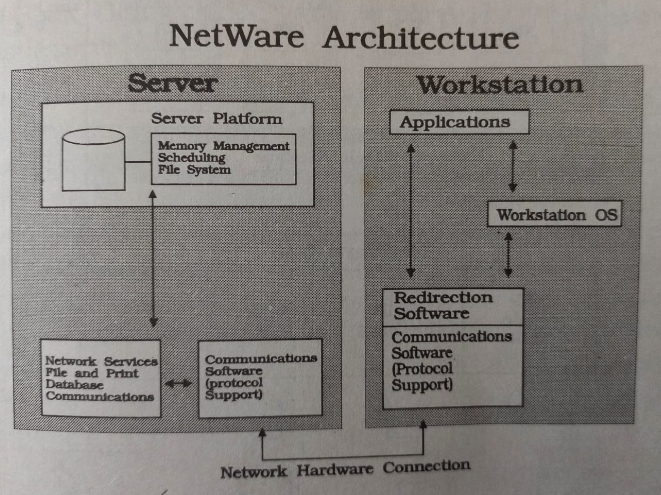 NetWare Architecture
Server
Server Platform
Memory Management
Scheduling
File System
Network Services
File and Print
Database
Communications
Communications
Software
(protocol
Support)
Workstation
Applications
Workstation OS
Redirection
Software
Communications
Software
(Protocol
Support)
Network Hardware Connection